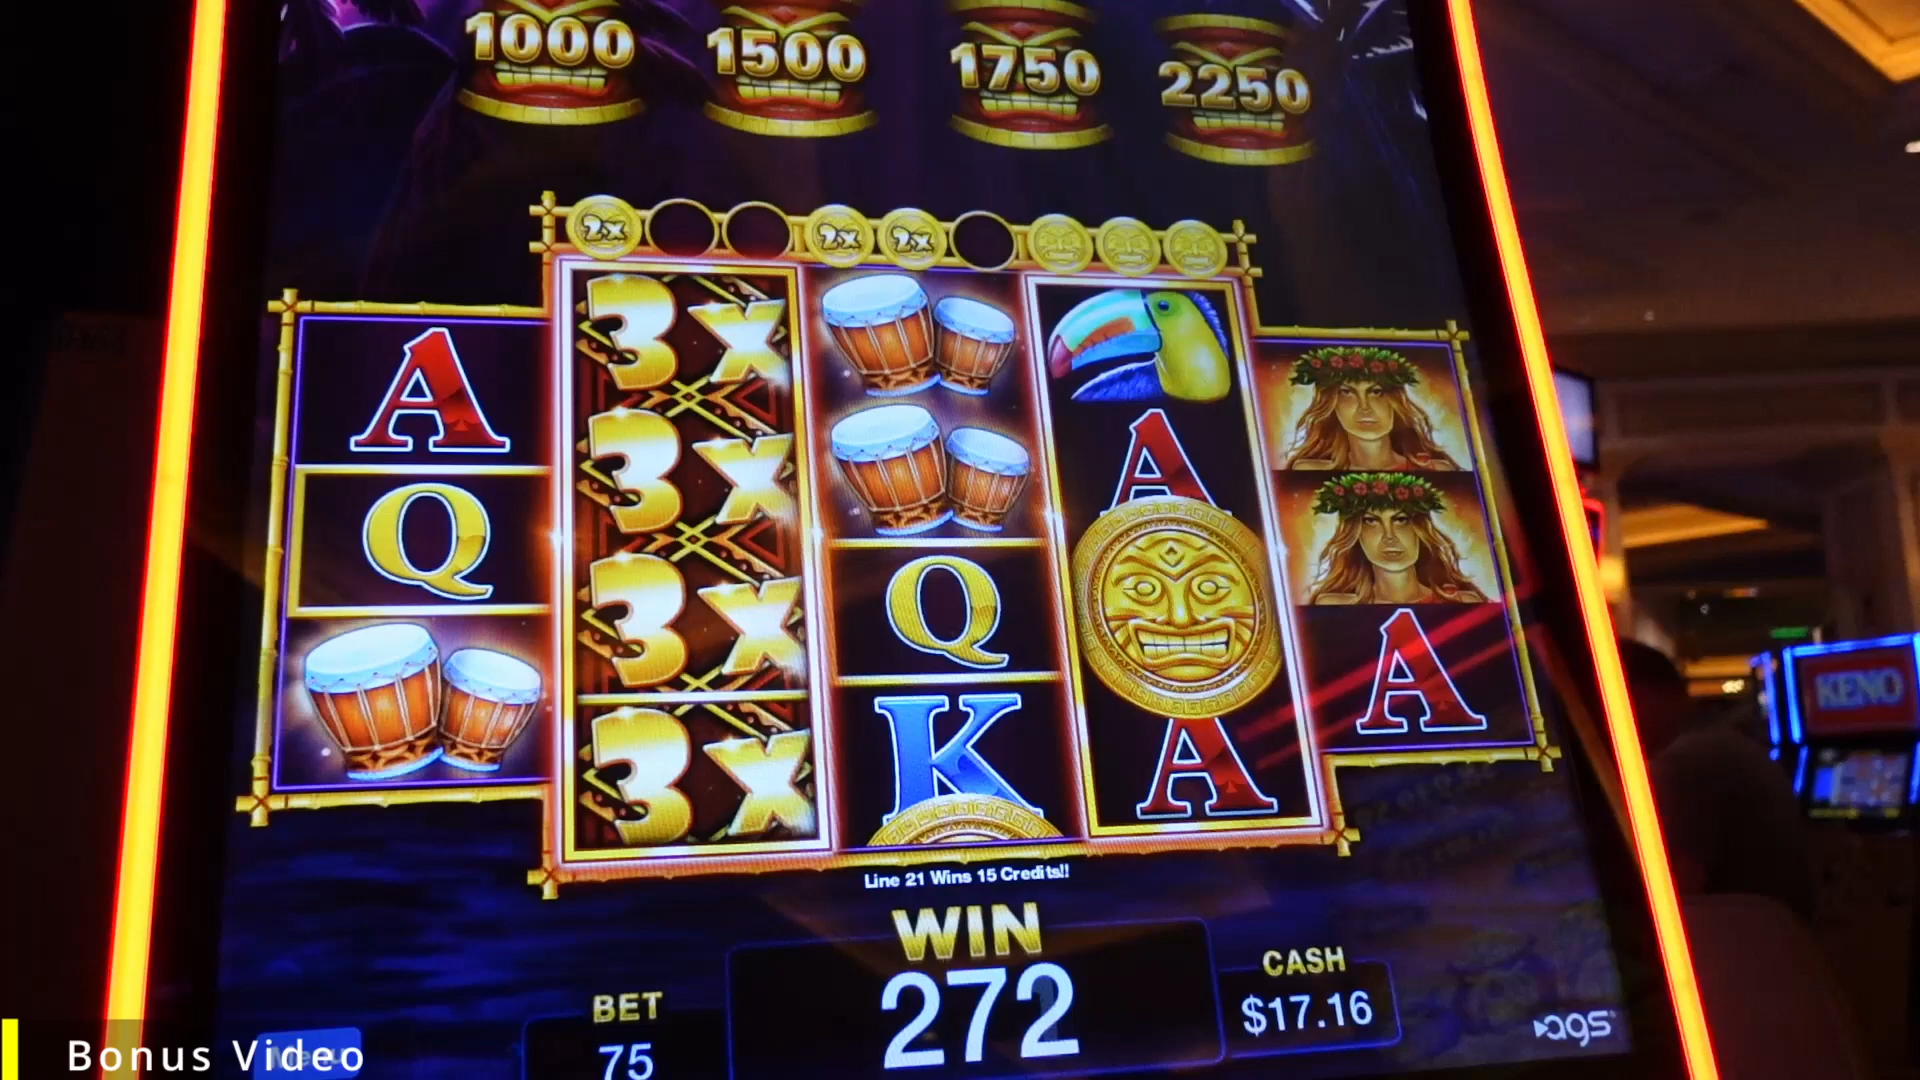 1000 1500 1750 2250
2x 2x 2x
A 3x A
Q 3x Q
3x K A
3x A
Line 21 Wins 15 Credits!!
WIN
272
BET
75
CASH
$17.16
ags
KENO
Bonus Video